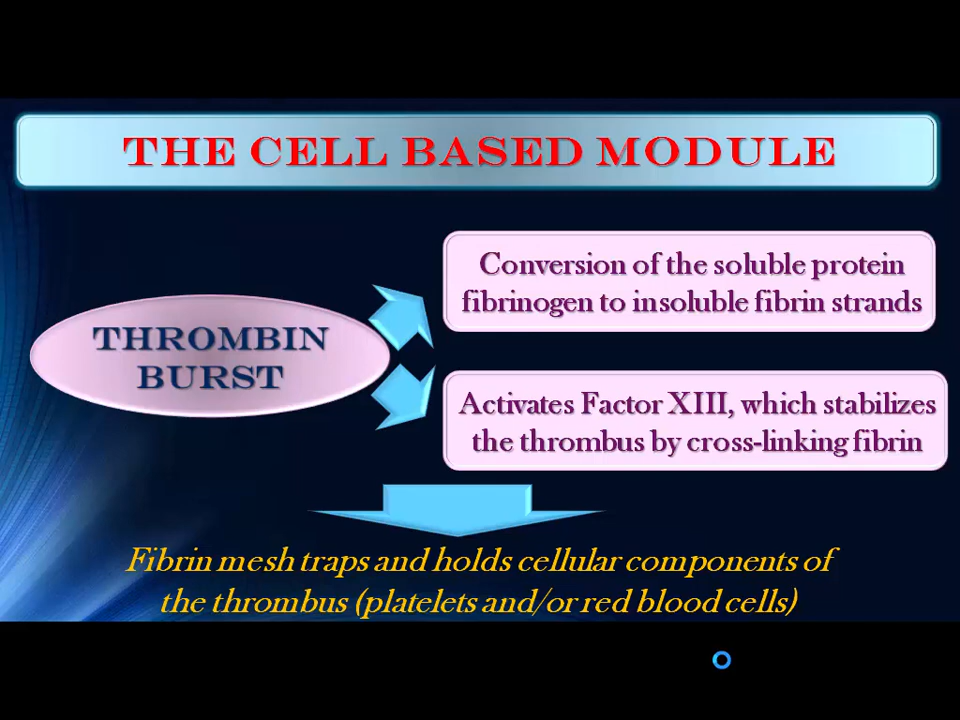 THE CELL BASED MODULE
Conversion of the soluble protein
fibrinogen to insoluble fibrin strands
THROMBIN
BURST
Activates Factor XIII, which stabilizes
the thrombus by cross-linking fibrin
Fibrin mesh traps and holds cellular components of
the thrombus (platelets and/or red blood cells)